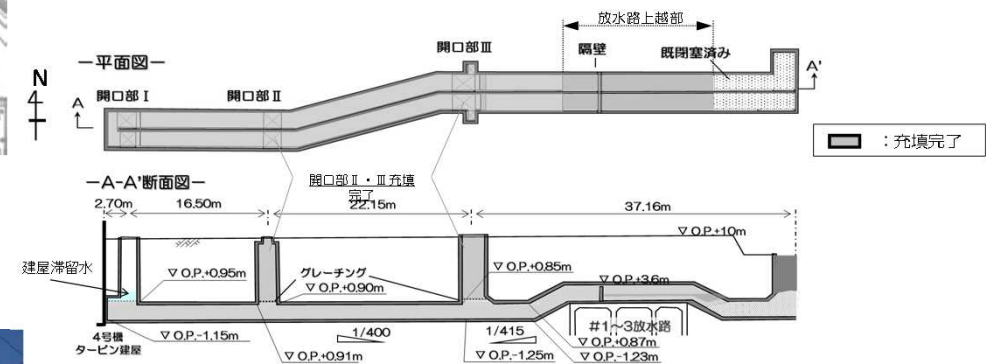 放水路上越部
開口部Ⅲ
隔壁
既閉塞済み
A'
―平面図―
N
A
開口部Ⅰ
開口部Ⅱ
:充填完了
開口部Ⅱ・Ⅲ充填
完了
―A-A'断面図―
2.70m
16.50m
22.15m
37.16m
▽O.P.+10m
建屋滞留水
▽O.P.+0.95m
グレーチング
▽O.P.+0.90m
▽O.P.+0.85m
▽O.P.+3.6m
#1~3放水路
▽O.P.-1.15m
1/400
1/415
▽O.P.+0.87m
4号機
タービン建屋
▽O.P.+0.91m
▽O.P.-1.25m
▽O.P.-1.23m